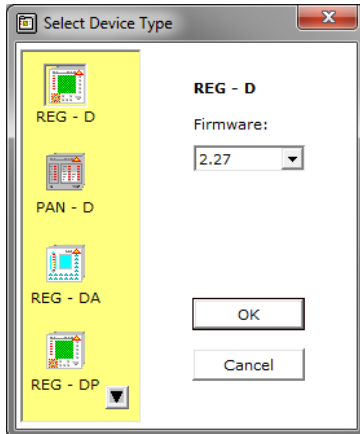 Select Device Type
REG - D
PAN - D
REG - DA
REG - DP
REG - D
Firmware:
2.27
OK
Cancel